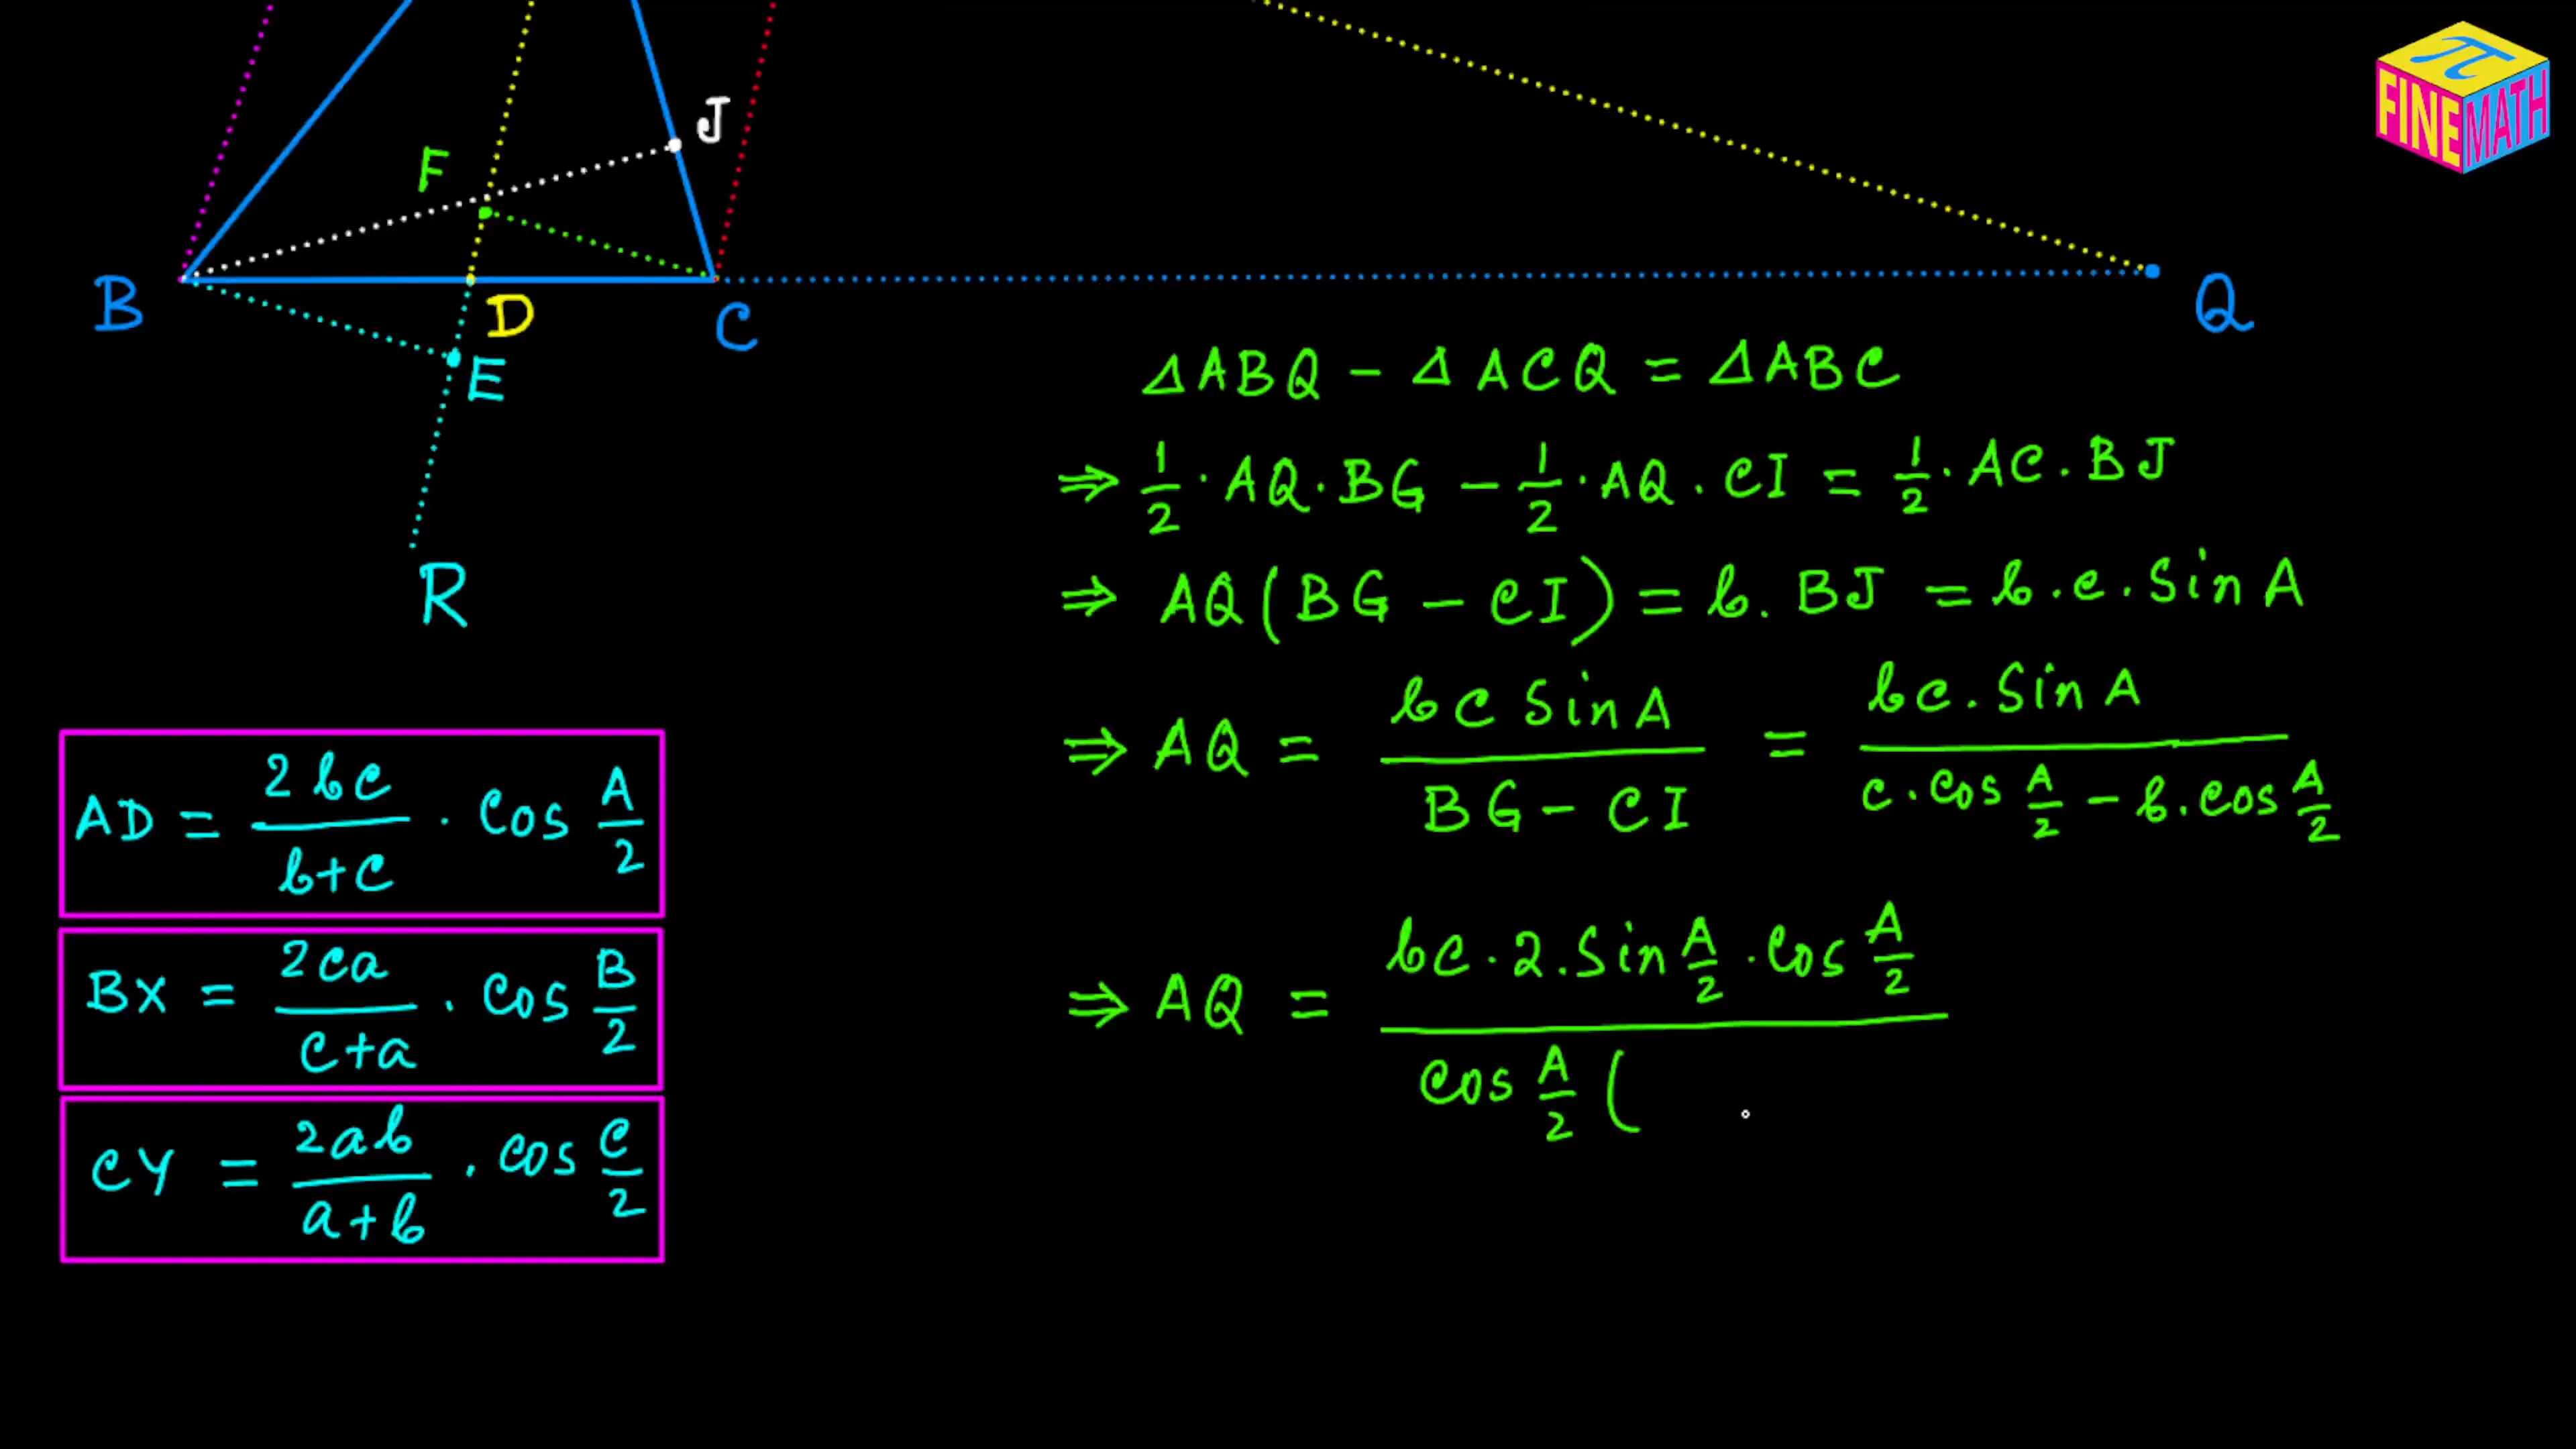 π
FINE MATH
J
F
B
D
C
Q
E
R
ΔABQ - ΔACQ = ΔABC
⇒ 1/2 · AQ · BG - 1/2 · AQ · CI = 1/2 · AC · BJ
⇒ AQ(BG - CI) = b. BJ = b.c. Sin A
⇒ AQ = bc Sin A / BG - CI = bc. Sin A / c. Cos A/2 - b. Cos A/2
⇒ AQ = bc · 2. Sin A/2 · Cos A/2 / Cos A/2 (
AD = 2bc / b+c · Cos A/2
BX = 2ca / c+a · Cos B/2
CY = 2ab / a+b · Cos C/2